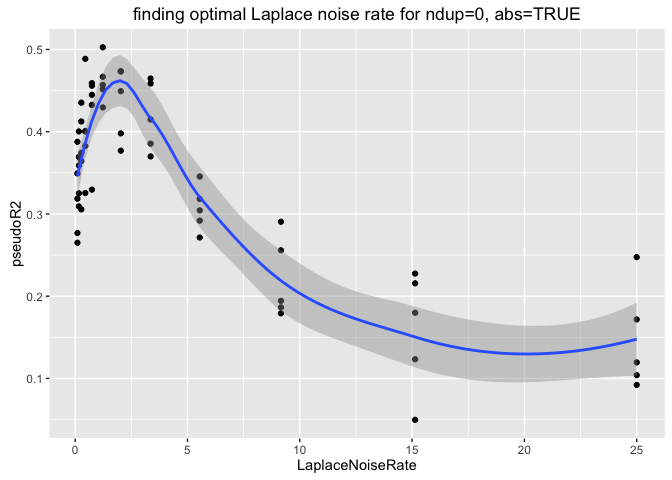 finding optimal Laplace noise rate for ndup=0, abs=TRUE
pseudoR2
0.5
0.4
0.3
0.2
0.1
0 5 10 15 20 25
LaplaceNoiseRate